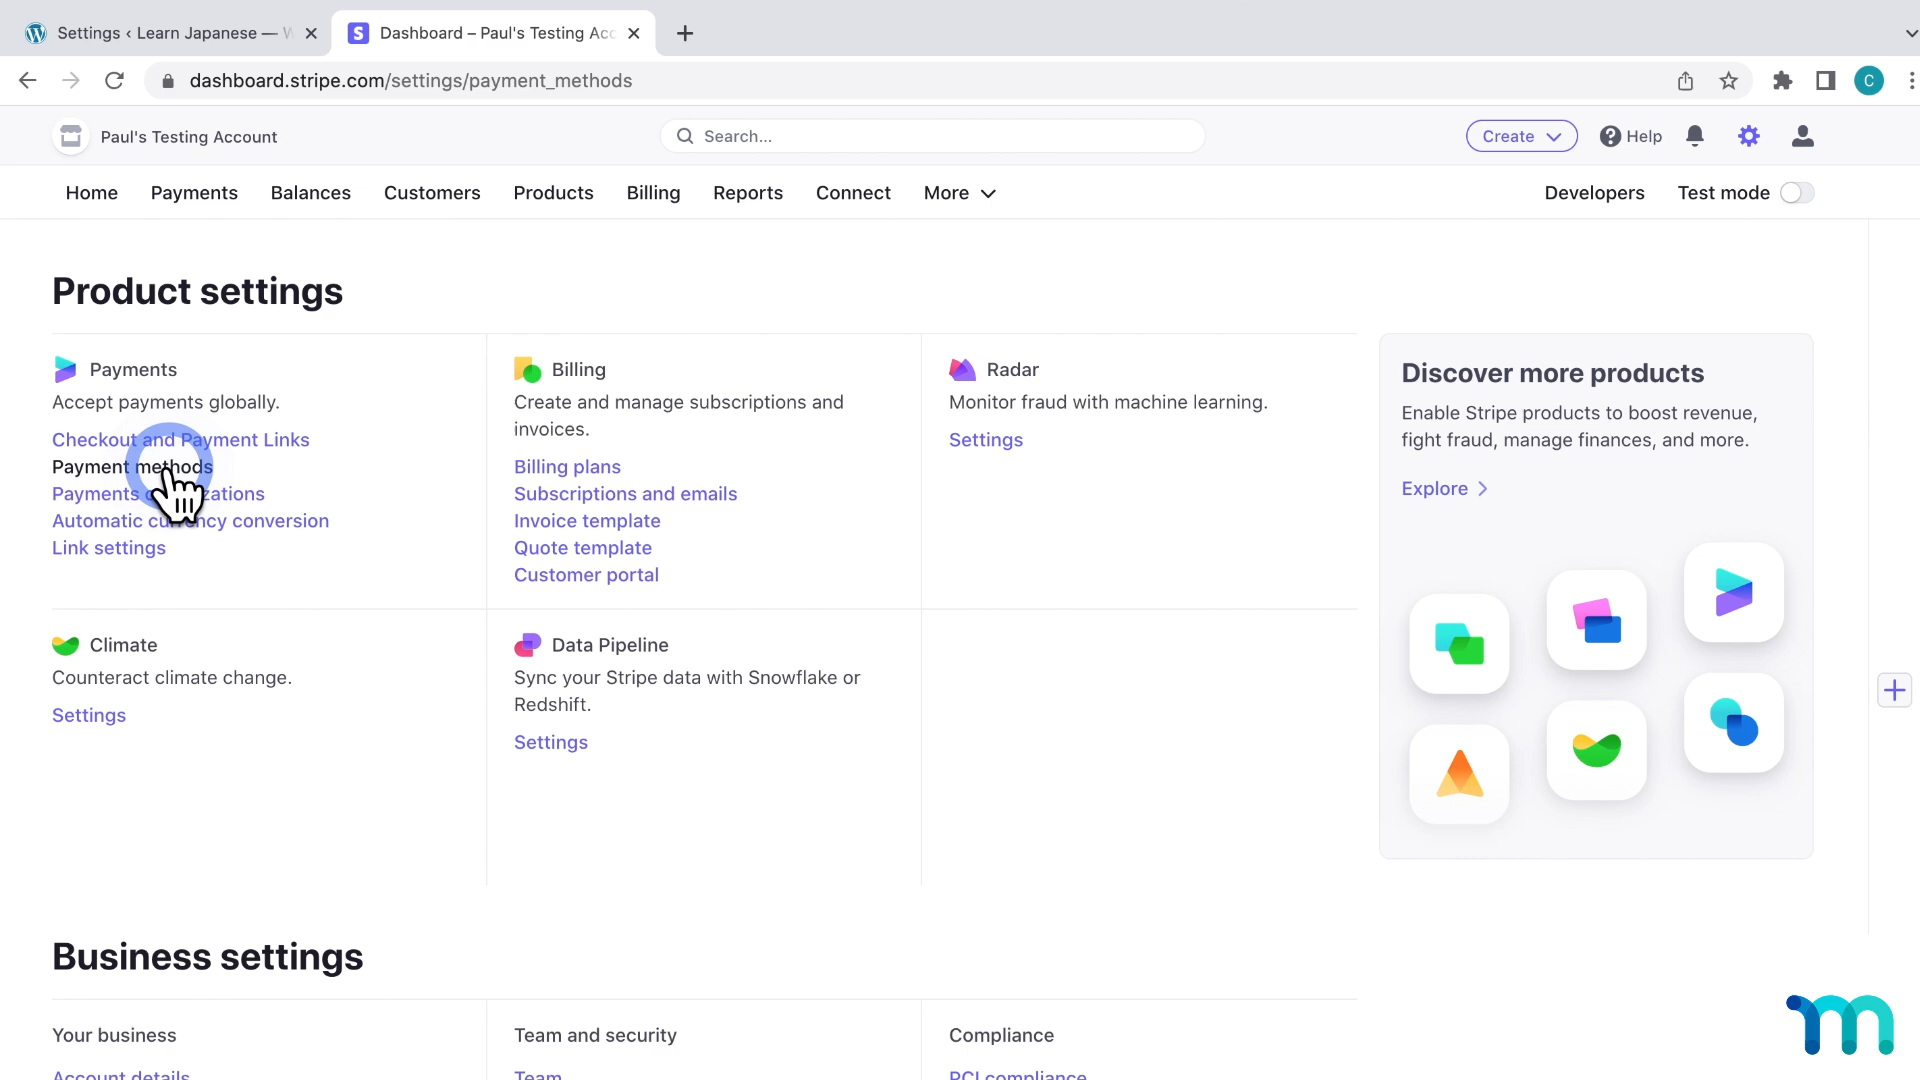 Settings ‹ Learn Japanese — W
Dashboard – Paul's Testing Acc
dashboard.stripe.com/settings/payment_methods
C
Paul's Testing Account
Search...
Create
Help
Home
Payments
Balances
Customers
Products
Billing
Reports
Connect
More
Developers
Test mode
Product settings
Payments
Accept payments globally.
Checkout and Payment Links
Payment methods
Payments
Automatic currency conversion
Link settings
Billing
Create and manage subscriptions and
invoices.
Billing plans
Subscriptions and emails
Invoice template
Quote template
Customer portal
Radar
Monitor fraud with machine learning.
Settings
Discover more products
Enable Stripe products to boost revenue,
fight fraud, manage finances, and more.
Explore
Climate
Counteract climate change.
Settings
Data Pipeline
Sync your Stripe data with Snowflake or
Redshift.
Settings
Business settings
Your business
Account details
Team and security
Team
Compliance
PCI compliance
m